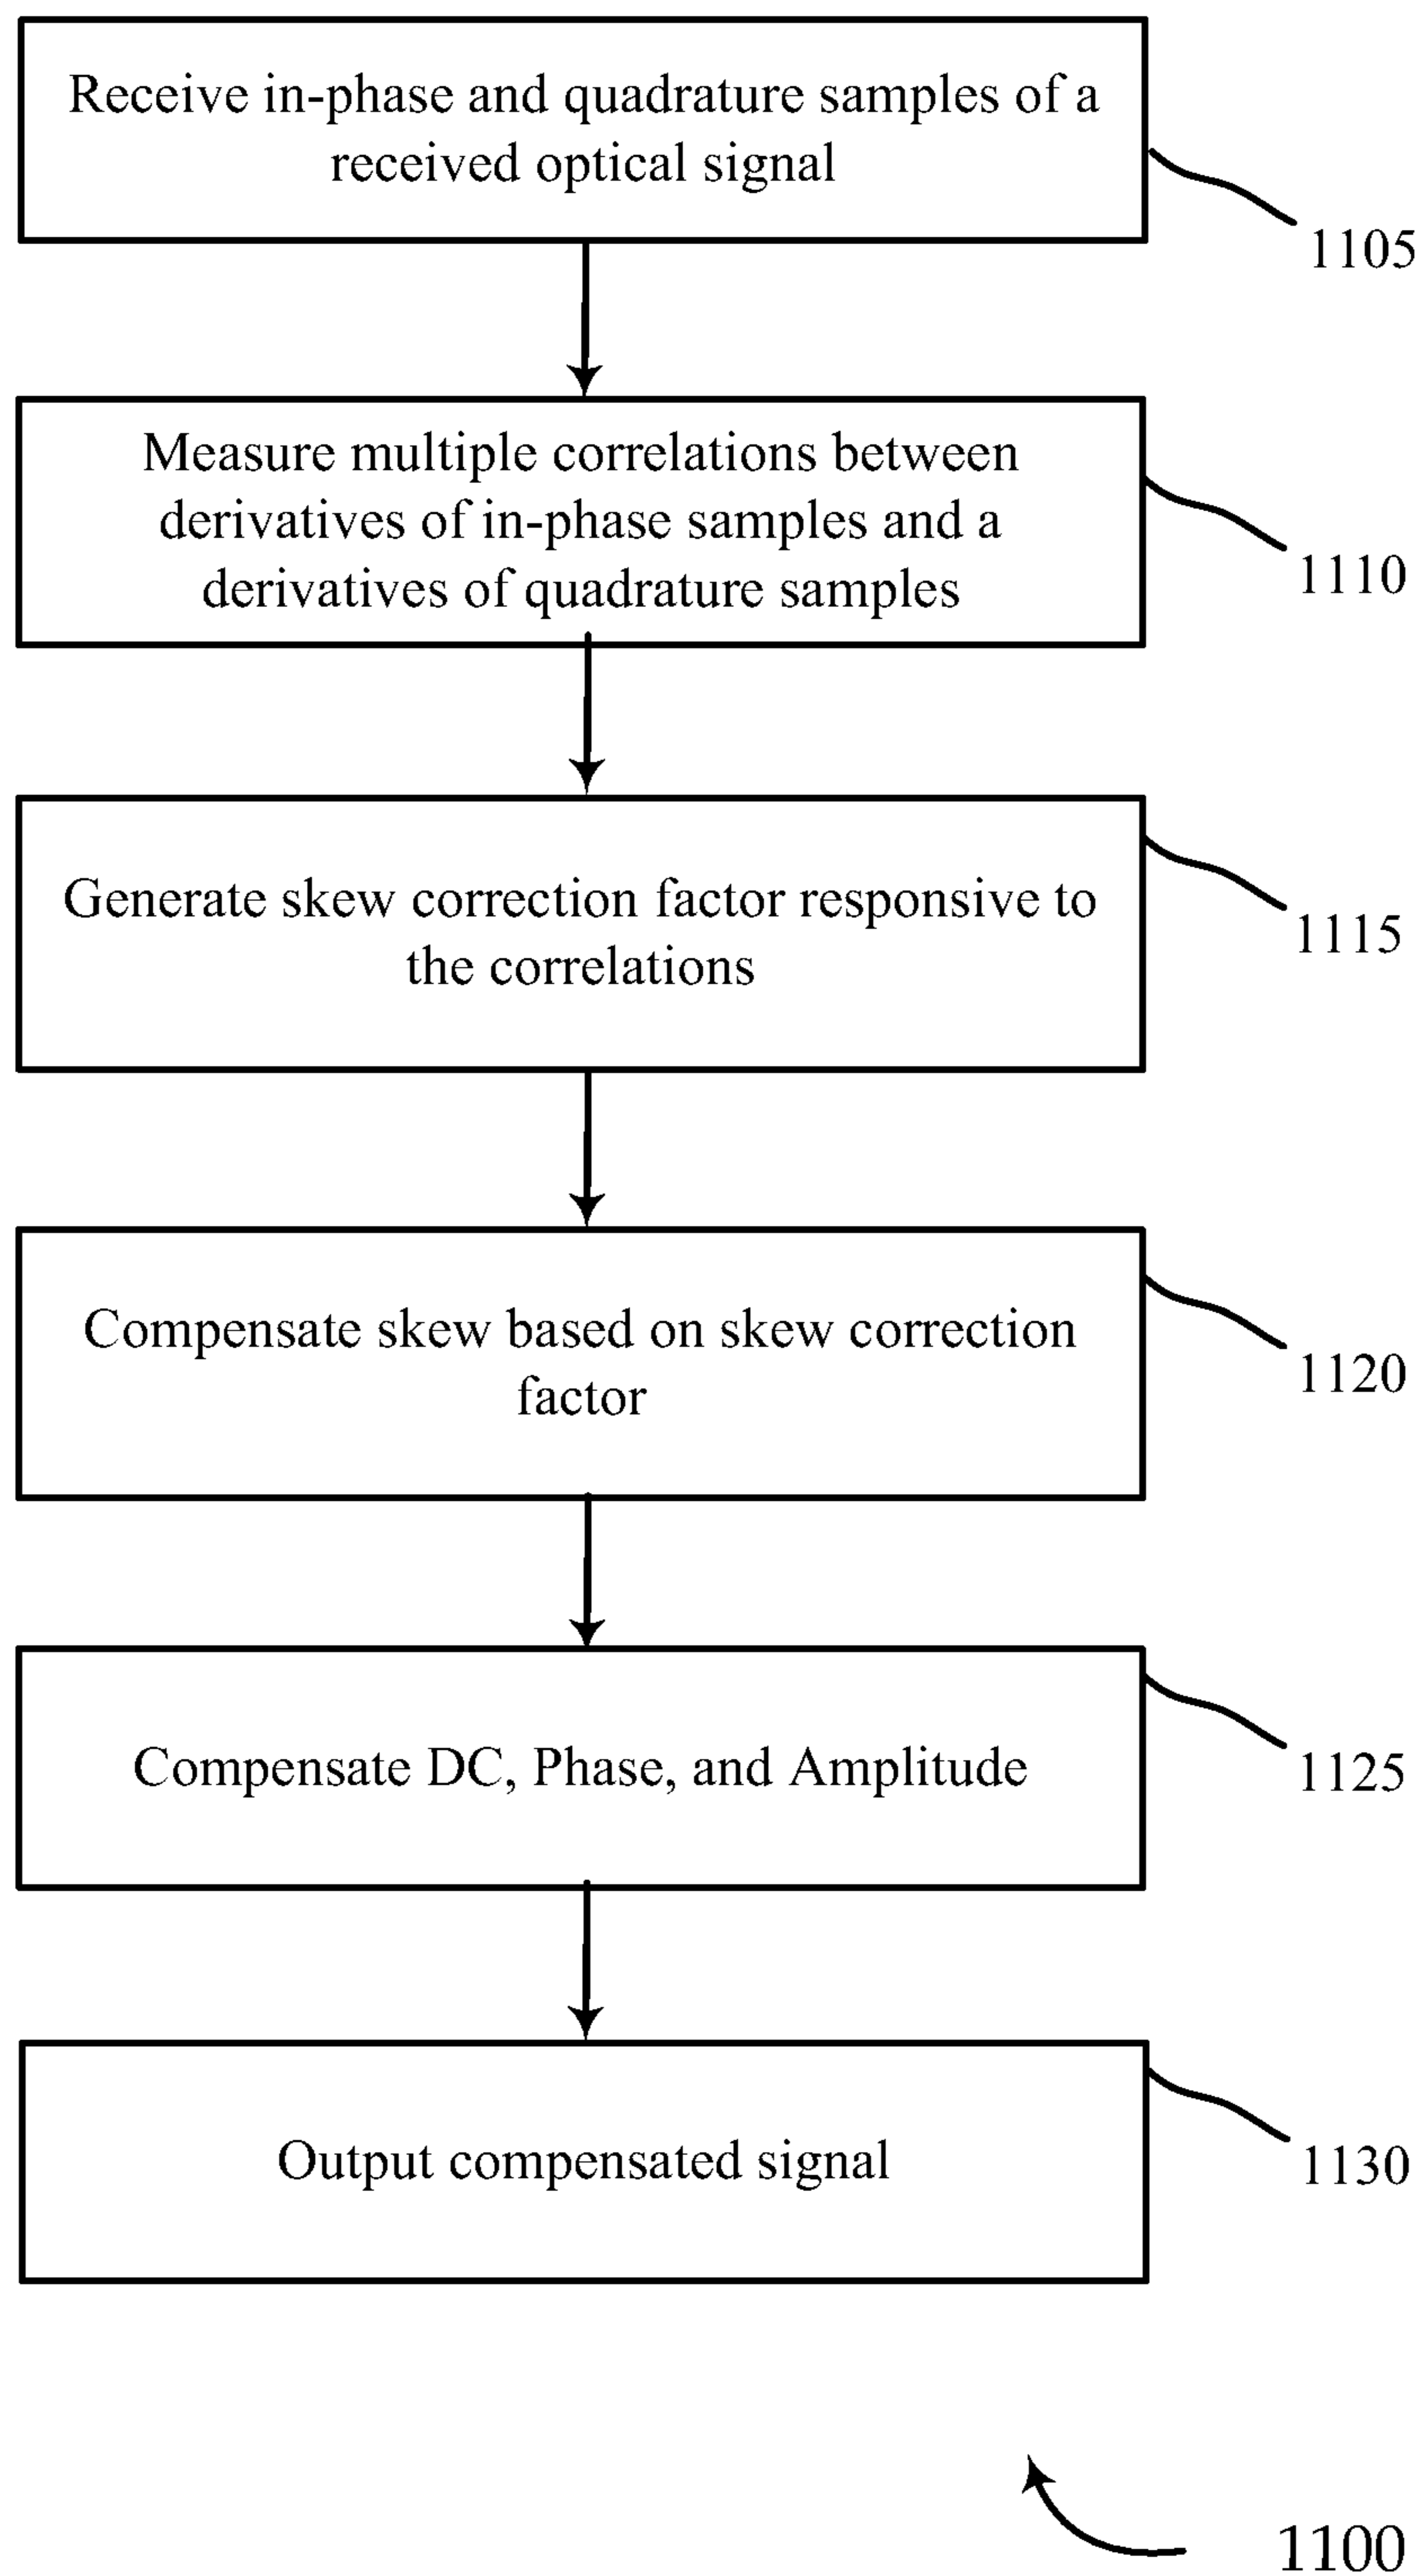 Receive in-phase and quadrature samples of a
received optical signal
1105
Measure multiple correlations between
derivatives of in-phase samples and a
derivatives of quadrature samples
1110
Generate skew correction factor responsive to
the correlations
1115
Compensate skew based on skew correction
factor
1120
Compensate DC, Phase, and Amplitude
1125
Output compensated signal
1130
1100